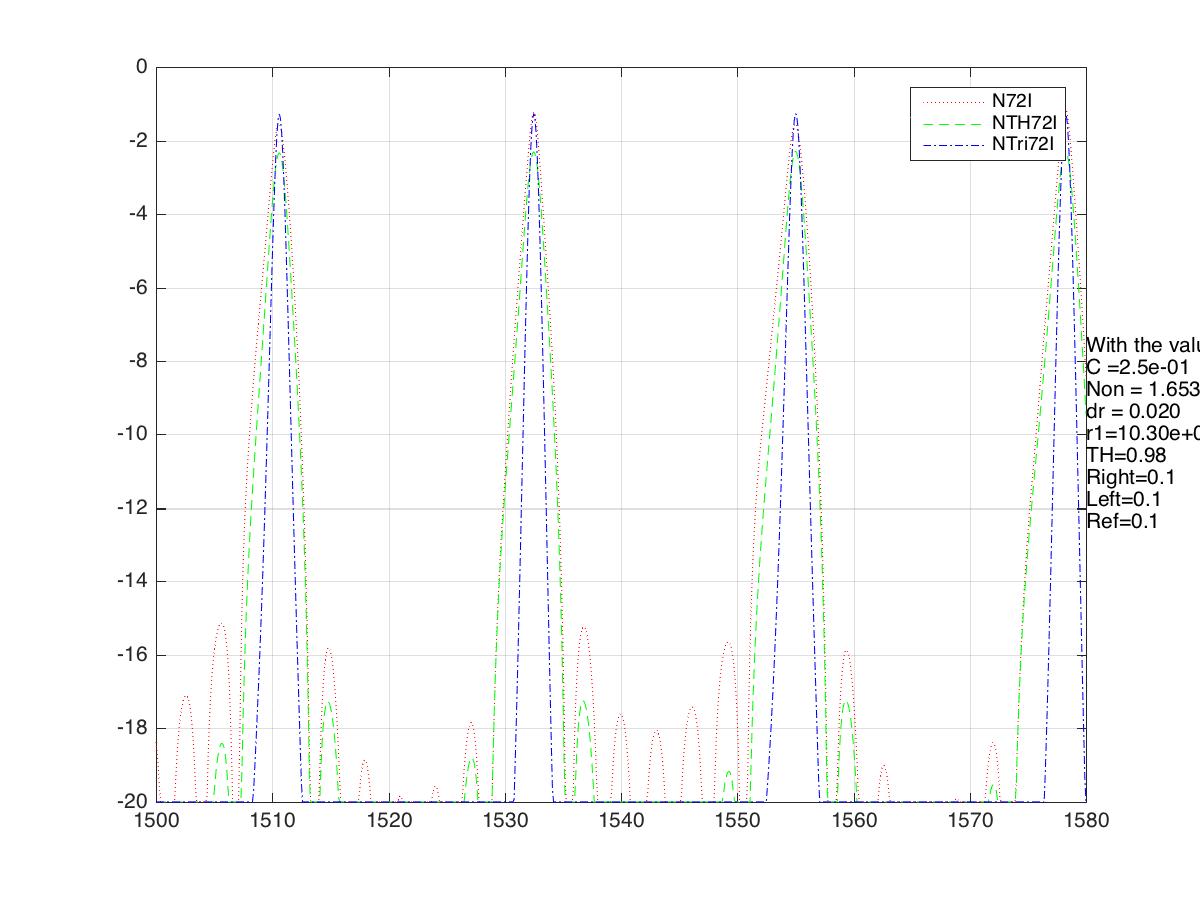 0
-2
-4
-6
-8
-10
-12
-14
-16
-18
-20
1500 1510 1520 1530 1540 1550 1560 1570 1580
N72I
NTH72I
NTri72I
With the
C =2.5e-01
Non = 1.653
dr = 0.020
r1=10.30e+0
TH=0.98
Right=0.1
Left=0.1
Ref=0.1